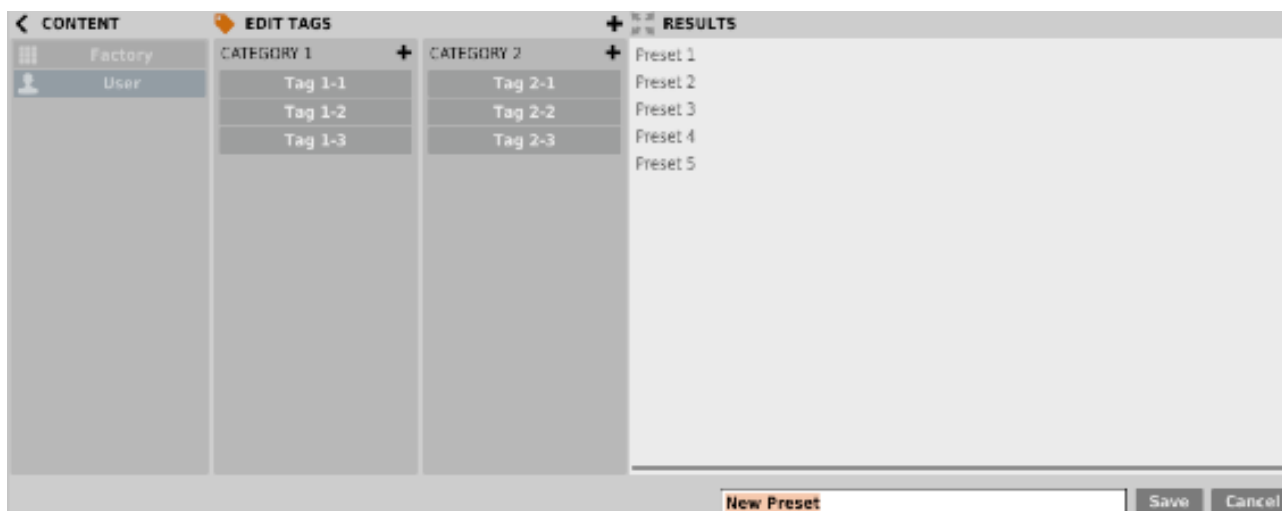 CONTENT
Factory
User
EDIT TAGS
CATEGORY 1
Tag 1-1
Tag 1-2
Tag 1-3
CATEGORY 2
Tag 2-1
Tag 2-2
Tag 2-3
RESULTS
Preset 1
Preset 2
Preset 3
Preset 4
Preset 5
New Preset
Save
Cancel